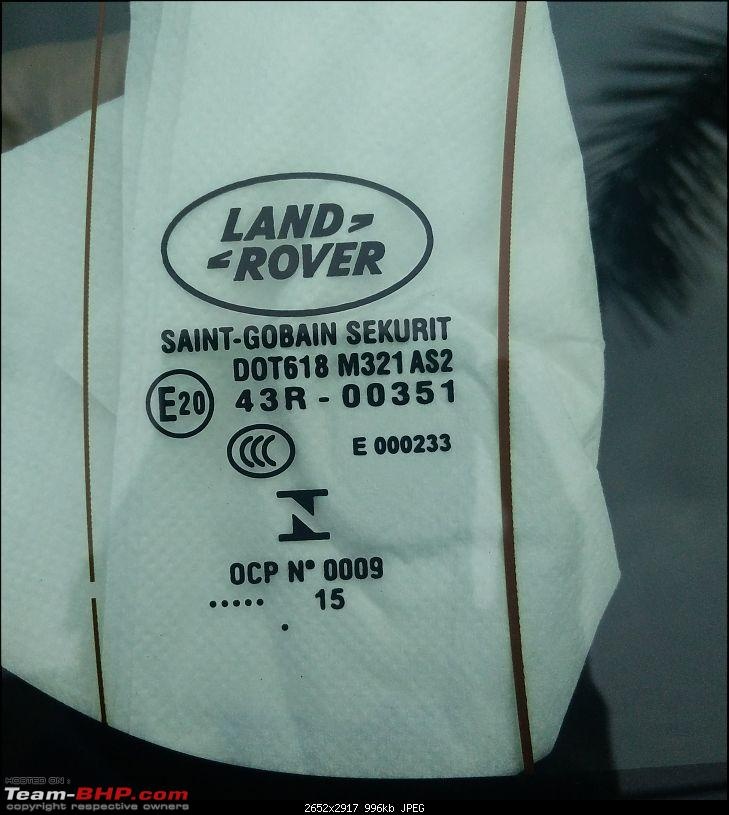 LAND
ROVER
SAINT-GOBAIN SEKURIT
DOT618 M321 AS2
E20 43R - 00351
CCC E 000233
N
OCP N° 0009
..... 15
.
HOSTED ON :
Team-BHP.com
copyright respective owners
2652x2917 996kb JPEG